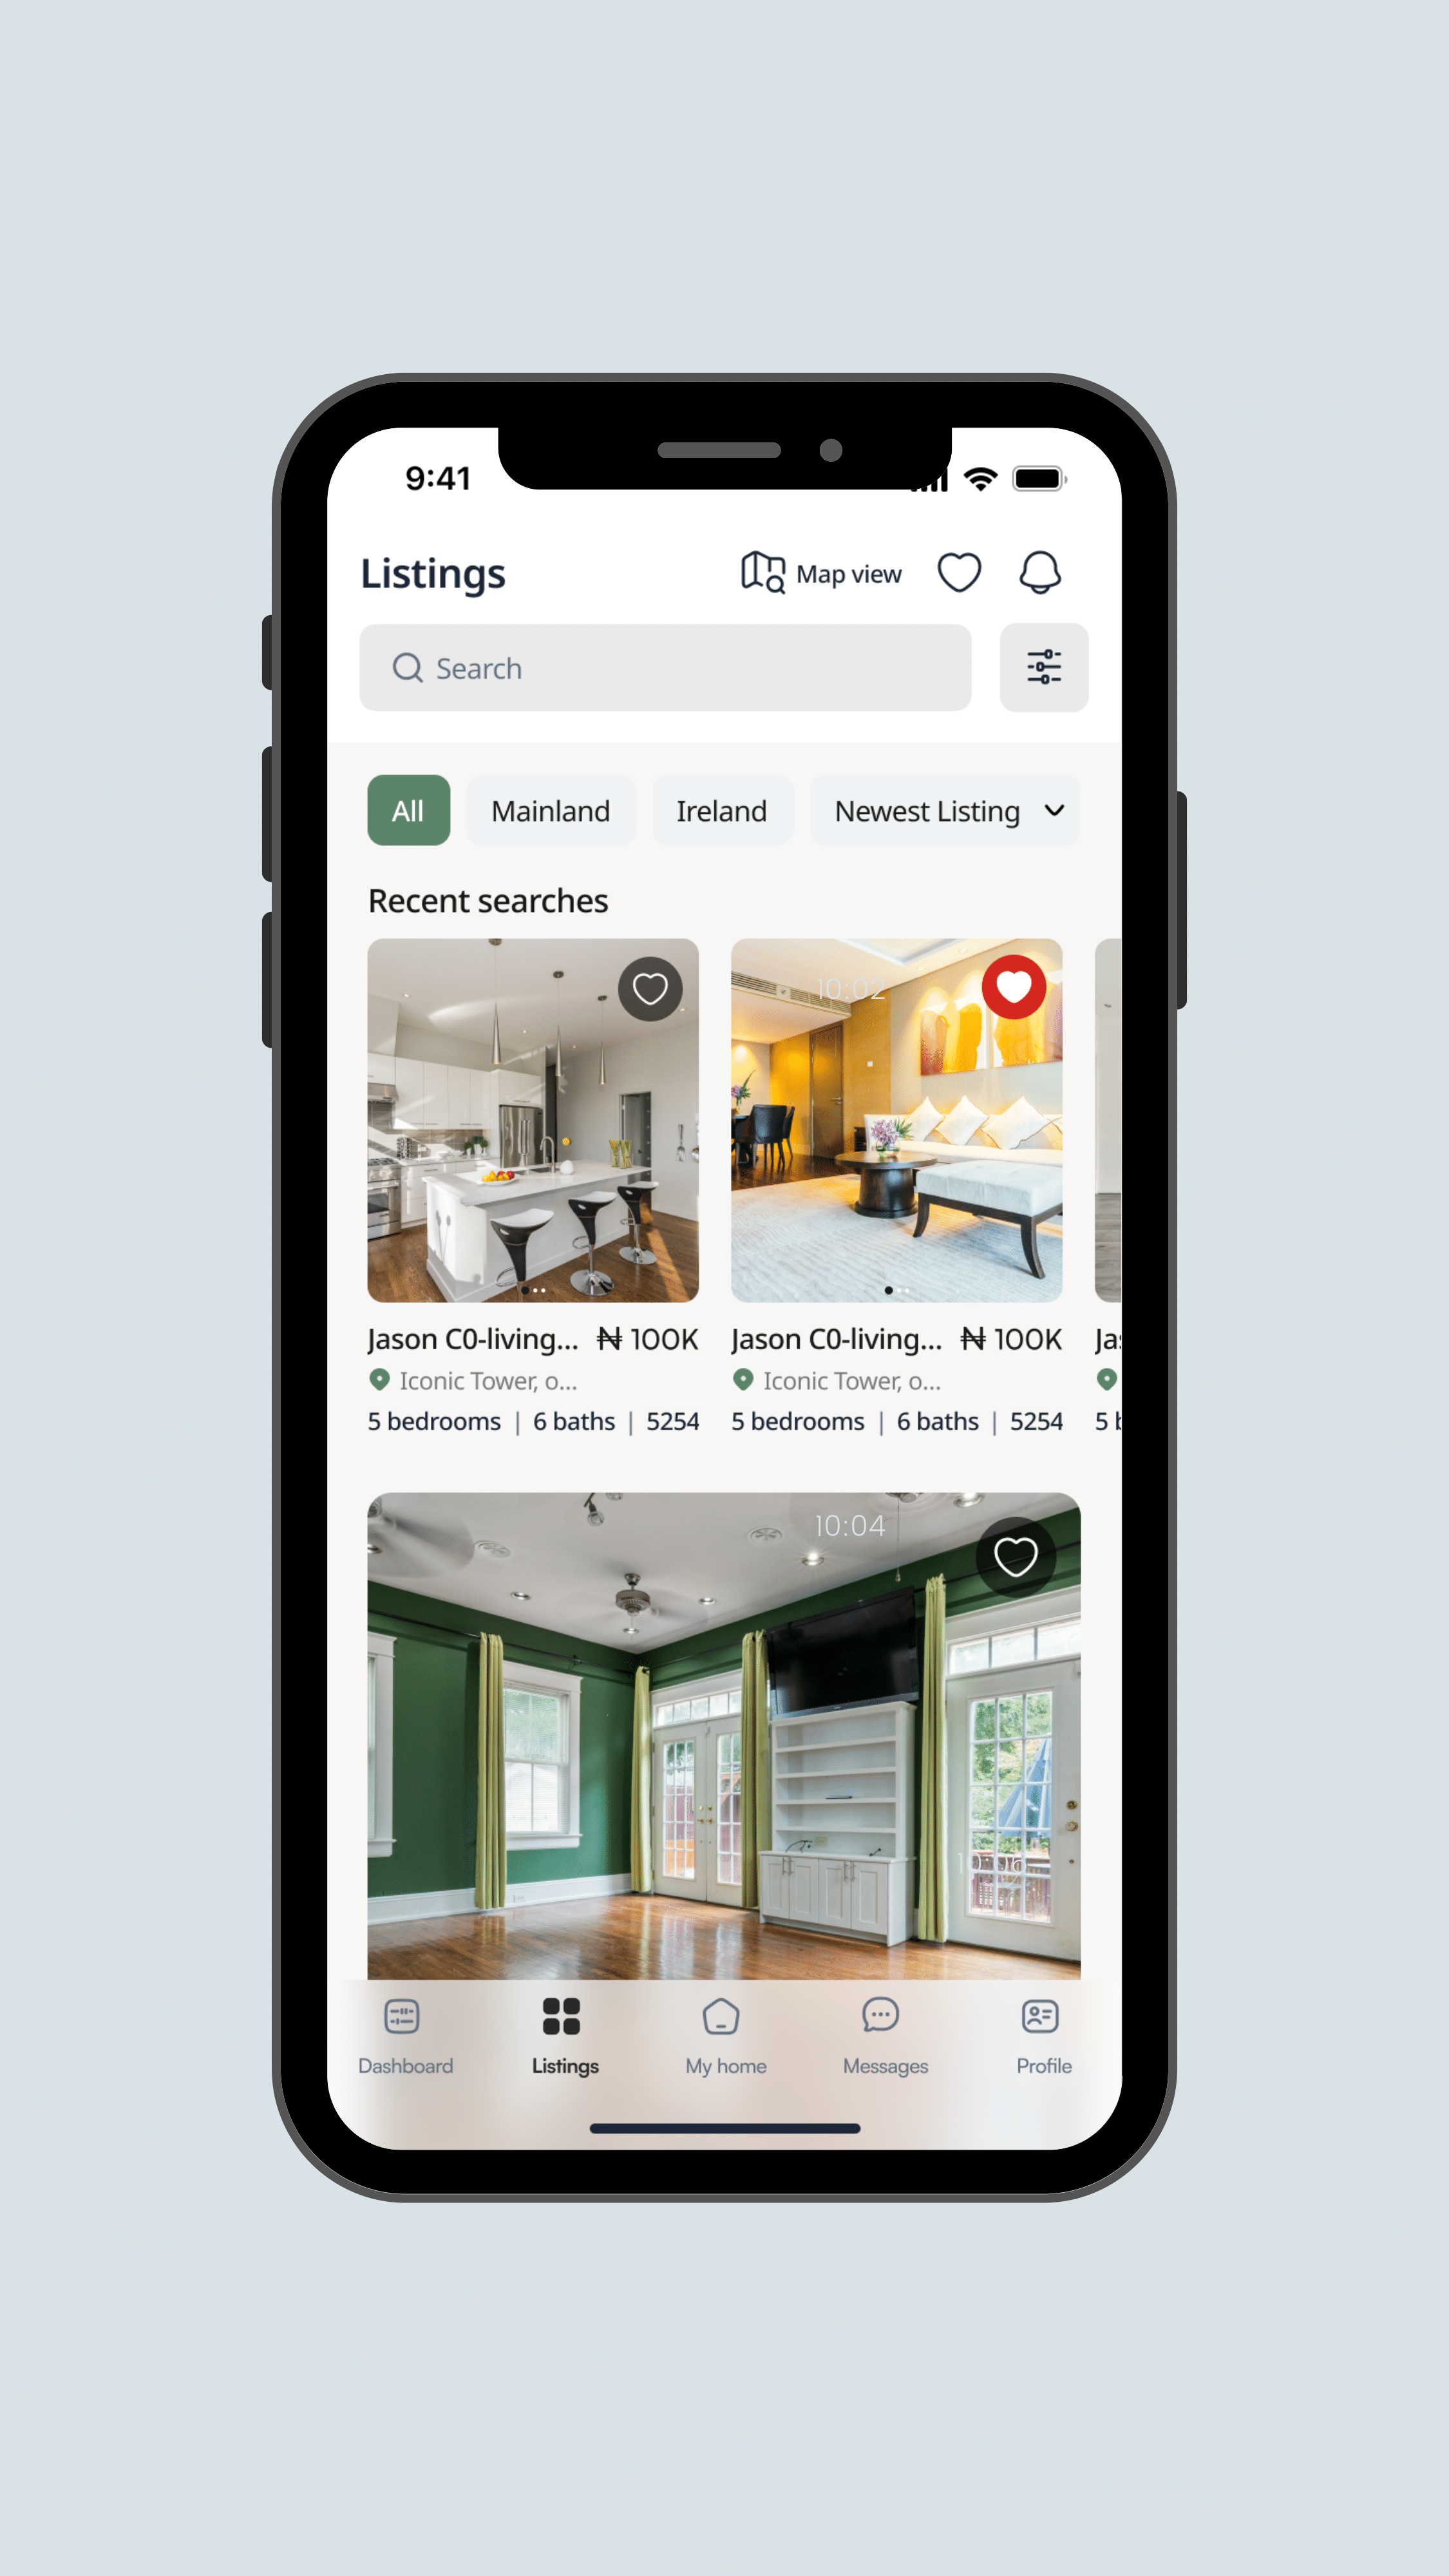 9:41
Listings
Map view
Search
All
Mainland
Ireland
Newest Listing
Recent searches
10:02
Jason C0-living... ₦ 100K
Jason C0-living... ₦ 100K
Ja
Iconic Tower, o...
Iconic Tower, o...
5 bedrooms | 6 baths | 5254
5 bedrooms | 6 baths | 5254
5 b
10:04
Dashboard
Listings
My home
Messages
Profile